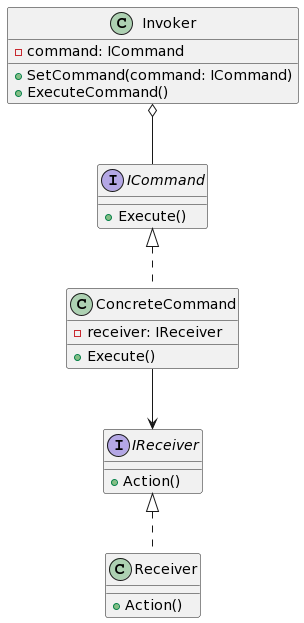 C Invoker
command: ICommand
SetCommand(command: ICommand)
ExecuteCommand()
I ICommand
Execute()
C ConcreteCommand
receiver: IReceiver
Execute()
I IReceiver
Action()
C Receiver
Action()